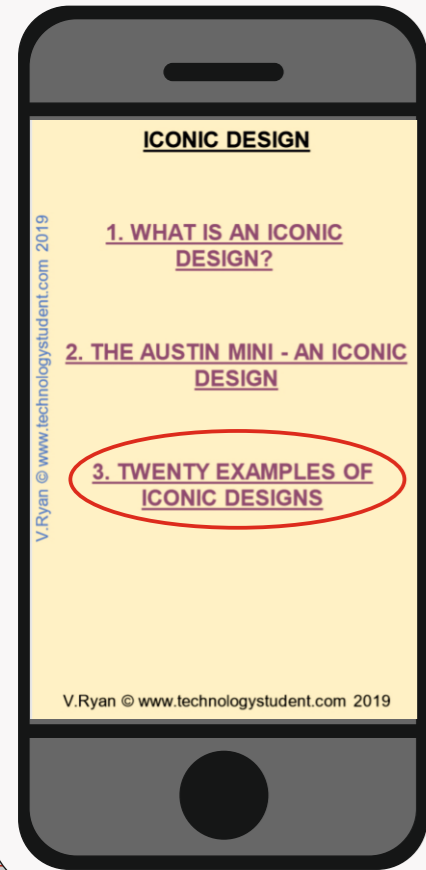 ICONIC DESIGN
1. WHAT IS AN ICONIC
DESIGN?
2. THE AUSTIN MINI - AN ICONIC
DESIGN
3. TWENTY EXAMPLES OF
ICONIC DESIGNS
V.Ryan © www.technologystudent.com 2019
V.Ryan © www.technologystudent.com 2019